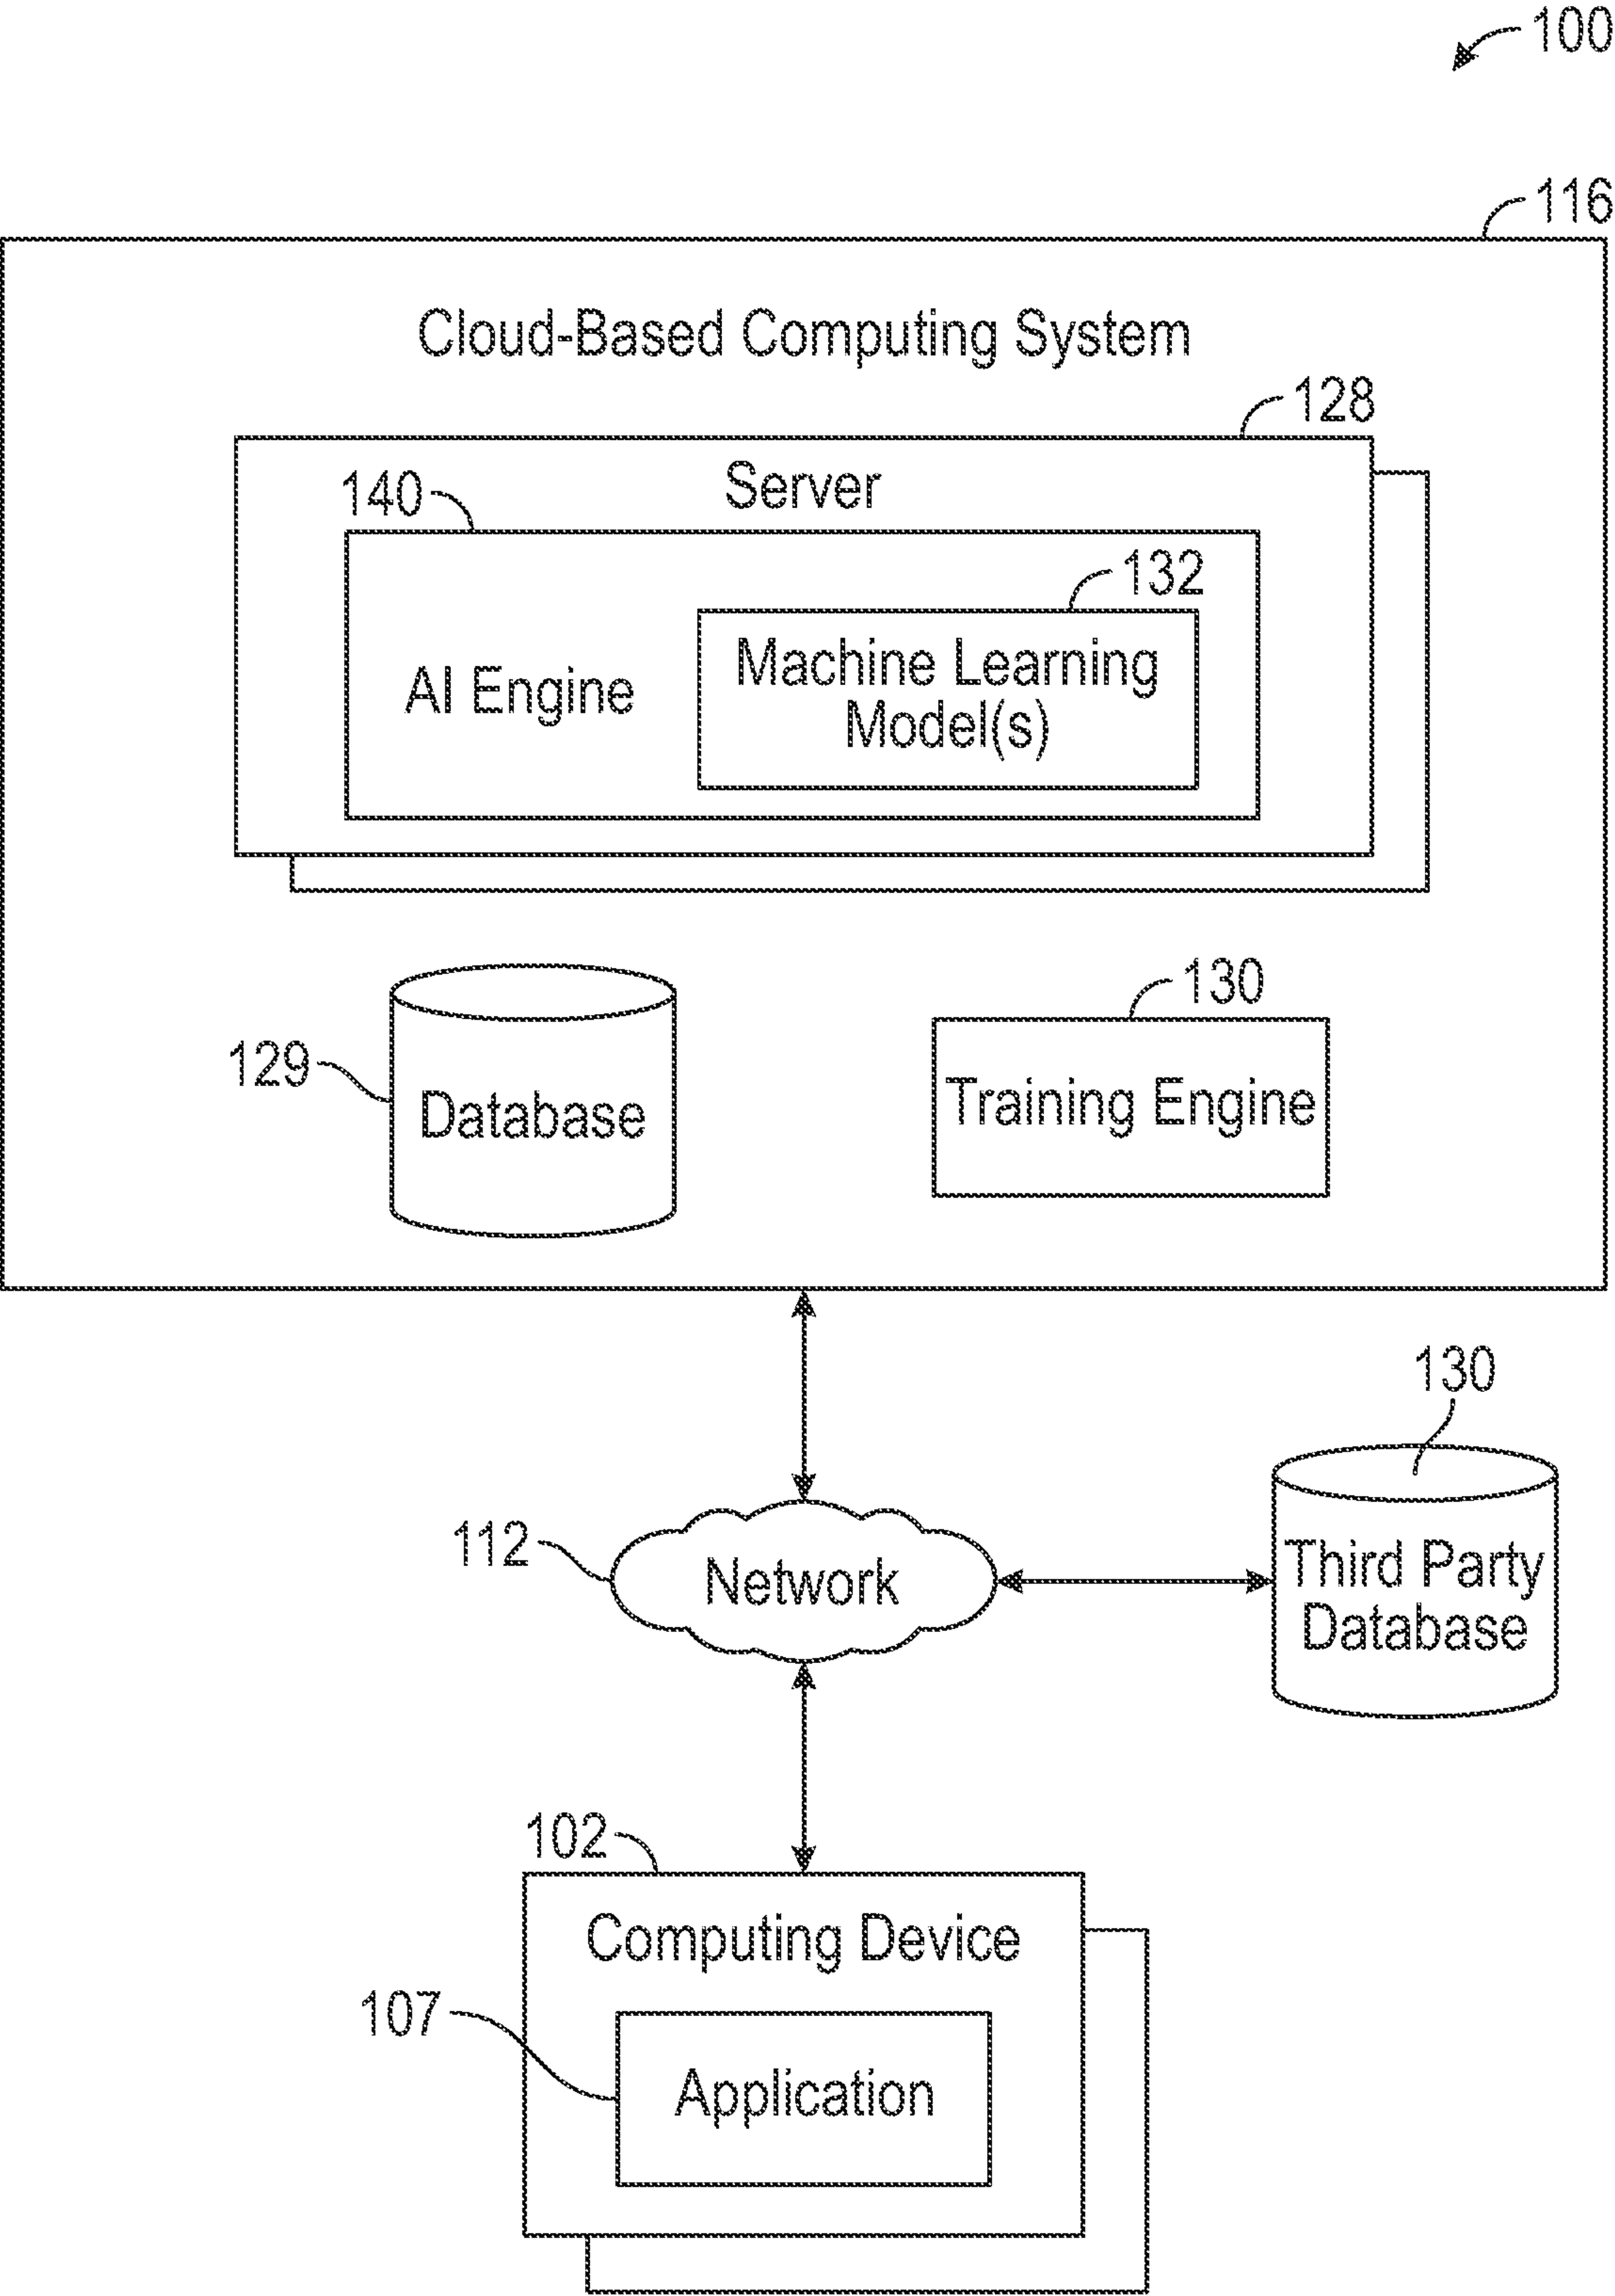 100
116
Cloud-Based Computing System
128
Server
140
132
AI Engine
Machine Learning
Model(s)
129
Database
130
Training Engine
130
112
Network
Third Party
Database
102
Computing Device
107
Application